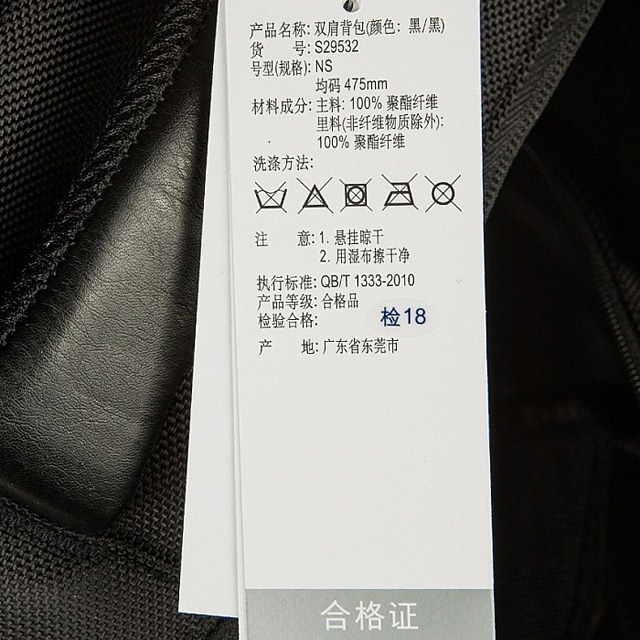 产品名称: 双肩背包(颜色: 黑/黑)
货 号: S29532
号型(规格): NS
均码 475mm
材料成分: 主料: 100% 聚酯纤维
里料(非纤维物质除外):
100% 聚酯纤维
洗涤方法:
注 意: 1. 悬挂晾干
2. 用湿布擦干净
执行标准: QB/T 1333-2010
产品等级: 合格品
检验合格: 检18
产 地: 广东省东莞市
合格证